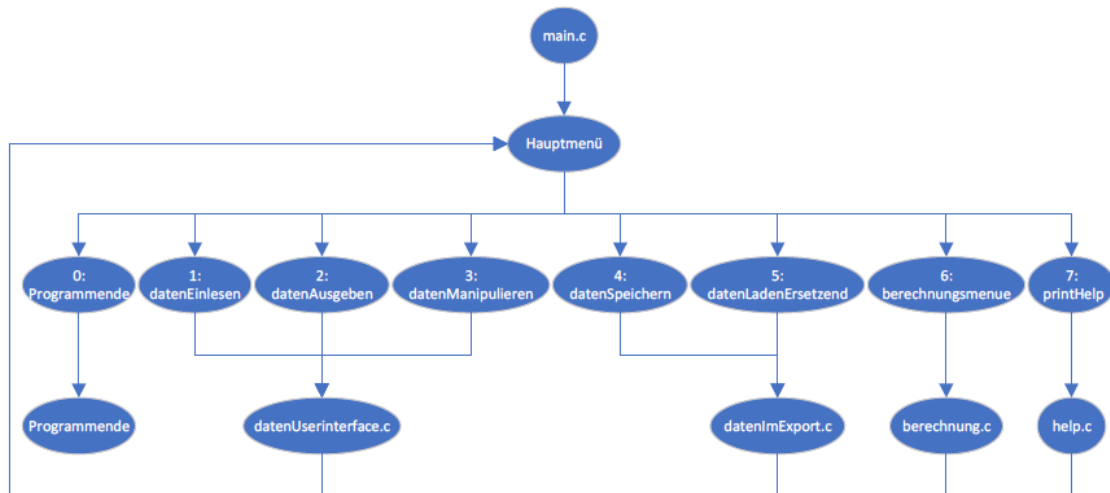 main.c
Hauptmenü
0:
Programmende
1:
datenEinlesen
2:
datenAusgeben
3:
datenManipulieren
4:
datenSpeichern
5:
datenLadenErsetzend
6:
berechnungsmenue
7:
printHelp
Programmende
datenUserinterface.c
datenImExport.c
berechnung.c
help.c